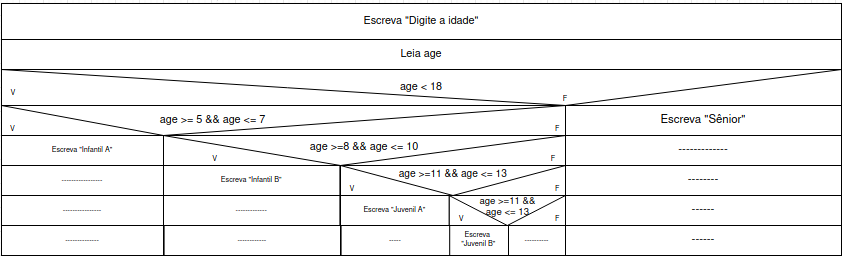 Escreva "Digite a idade"
Leia age
age < 18
V
F
age >= 5 && age <= 7
V
F
Escreva "Sênior"
Escreva "Infantil A"
age >=8 && age <= 10
V
F
-------------
----------------
Escreva "Infantil B"
age >=11 && age <= 13
V
F
--------
---------------
------------
Escreva "Juvenil A"
age >=11 &&
age <= 13
V
F
------
-------------
-----------
-----
Escreva
"Juvenil B"
----------
------